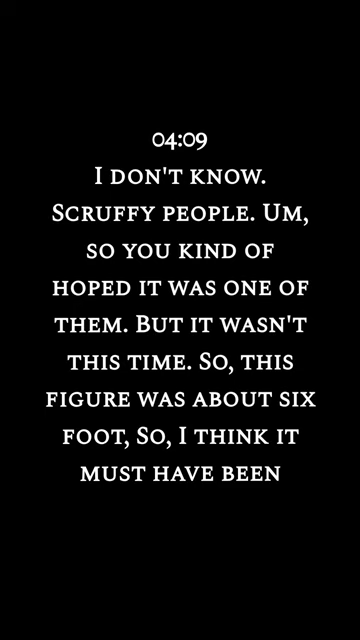 04:09
I don't know.
Scruffy people. Um,
so you kind of
hoped it was one of
them. But it wasn't
this time. So, this
figure was about six
foot, So, I think it
must have been